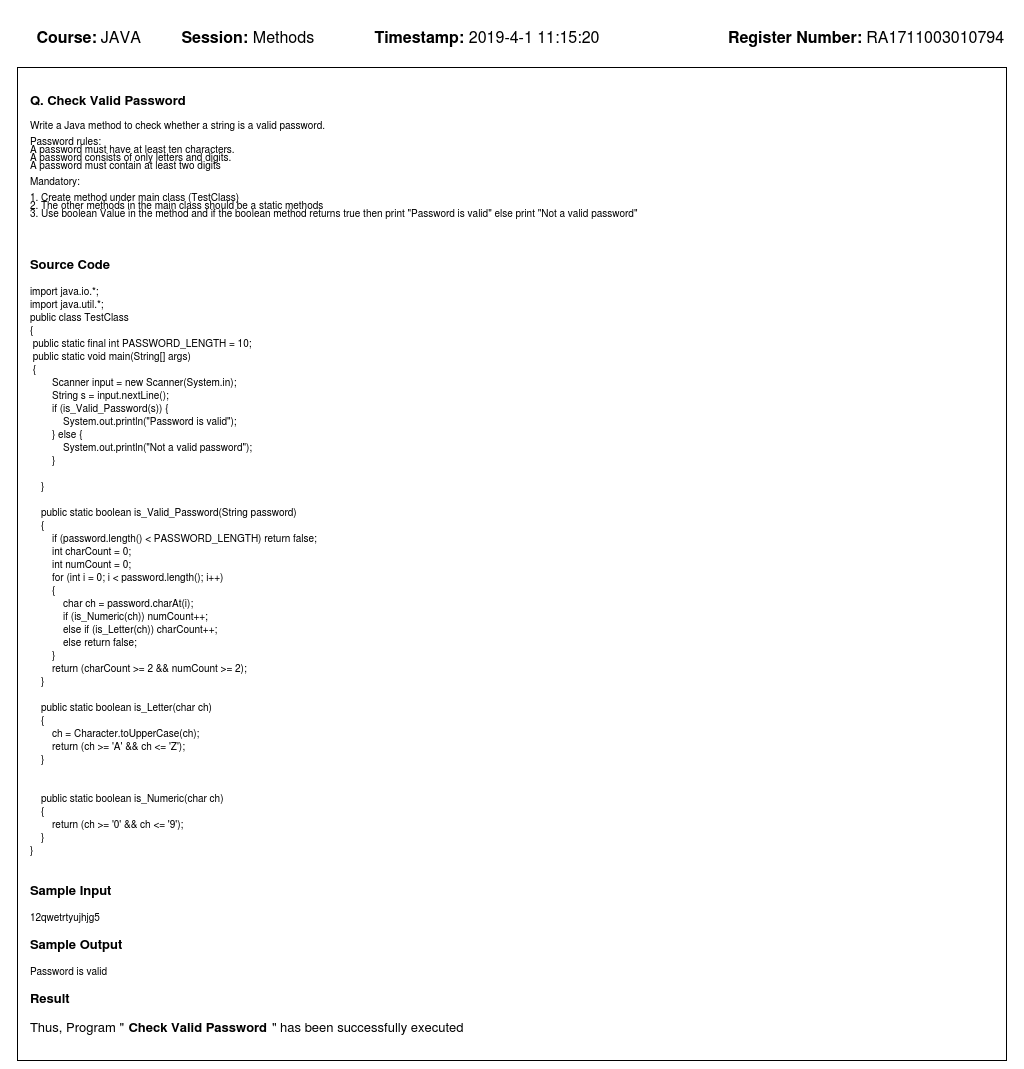 Course: JAVA Session: Methods Timestamp: 2019-4-1 11:15:20 Register Number: RA1711003010794
Q. Check Valid Password
Write a Java method to check whether a string is a valid password.
Password rules:
A password must have at least ten characters.
A password consists of only letters and digits.
A password must contain at least two digits
Mandatory:
1. Create method under main class (TestClass)
2. The other methods in the main class should be a static methods
3. Use boolean Value in the method and if the boolean method returns true then print "Password is valid" else print "Not a valid password"
Source Code
import java.io.*;
import java.util.*;
public class TestClass
{
public static final int PASSWORD_LENGTH = 10;
public static void main(String[] args)
{
Scanner input = new Scanner(System.in);
String s = input.nextLine();
if (is_Valid_Password(s)) {
System.out.println("Password is valid");
} else {
System.out.println("Not a valid password");
}
}
public static boolean is_Valid_Password(String password)
{
if (password.length() < PASSWORD_LENGTH) return false;
int charCount = 0;
int numCount = 0;
for (int i = 0; i < password.length(); i++)
{
char ch = password.charAt(i);
if (is_Numeric(ch)) numCount++;
else if (is_Letter(ch)) charCount++;
else return false;
}
return (charCount >= 2 && numCount >= 2);
}
public static boolean is_Letter(char ch)
{
ch = Character.toUpperCase(ch);
return (ch >= 'A' && ch <= 'Z');
}
public static boolean is_Numeric(char ch)
{
return (ch >= '0' && ch <= '9');
}
}
Sample Input
12qwetrtyujhjg5
Sample Output
Password is valid
Result
Thus, Program " Check Valid Password " has been successfully executed